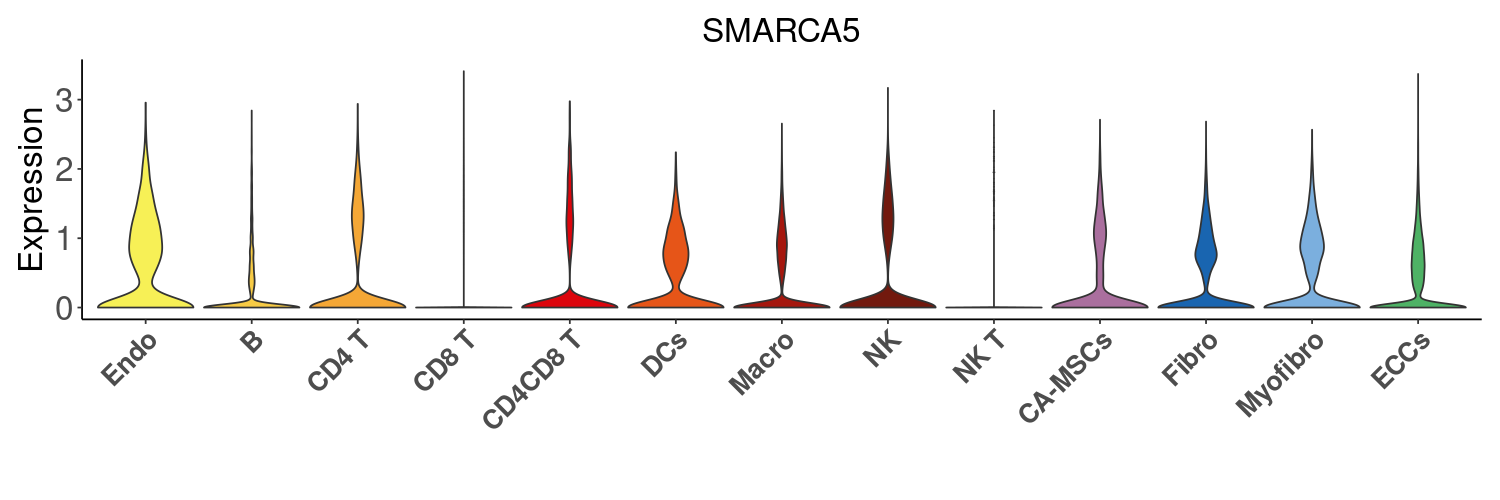 SMARCA5
Expression
3
2
1
0
Endo
B
CD4 T
CD8 T
CD4CD8 T
DCs
Macro
NK
NK T
CA-MSCs
Fibro
Myofibro
ECCs